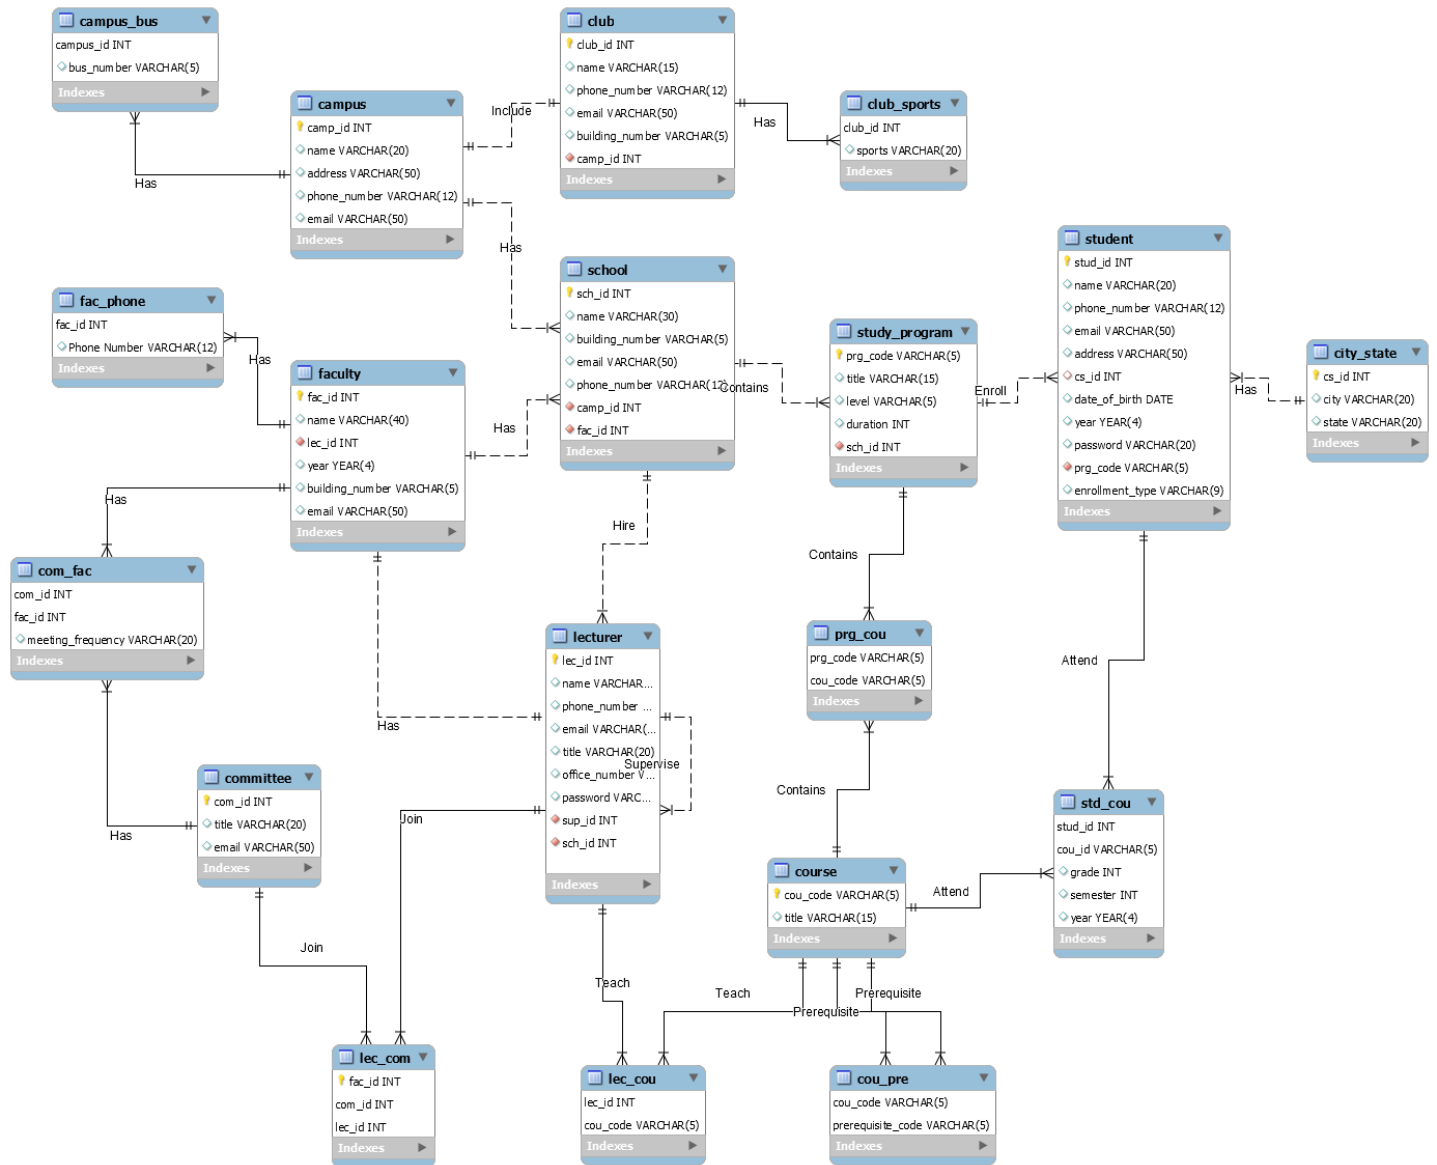 campus_bus
campus_id INT
bus_number VARCHAR(5)
Indexes
Has
campus
camp_id INT
name VARCHAR(20)
address VARCHAR(50)
phone_number VARCHAR(12)
email VARCHAR(50)
Indexes
Include
club
club_id INT
name VARCHAR(15)
phone_number VARCHAR(12)
email VARCHAR(50)
building_number VARCHAR(5)
camp_id INT
Indexes
Has
club_sports
club_id INT
sports VARCHAR(20)
Indexes
Has
school
sch_id INT
name VARCHAR(30)
building_number VARCHAR(5)
email VARCHAR(50)
phone_number VARCHAR(12)
camp_id INT
fac_id INT
Indexes
Contains
study_program
prg_code VARCHAR(5)
title VARCHAR(15)
level VARCHAR(5)
duration INT
sch_id INT
Indexes
Enroll
student
stud_id INT
name VARCHAR(20)
phone_number VARCHAR(12)
email VARCHAR(50)
address VARCHAR(50)
cs_id INT
date_of_birth DATE
year YEAR(4)
password VARCHAR(20)
prg_code VARCHAR(5)
enrollment_type VARCHAR(9)
Indexes
Has
city_state
cs_id INT
city VARCHAR(20)
state VARCHAR(20)
Indexes
fac_phone
fac_id INT
Phone Number VARCHAR(12)
Indexes
Has
faculty
fac_id INT
name VARCHAR(40)
lec_id INT
year YEAR(4)
building_number VARCHAR(5)
email VARCHAR(50)
Indexes
Has
Has
com_fac
com_id INT
fac_id INT
meeting_frequency VARCHAR(20)
Indexes
Hire
Has
lecturer
lec_id INT
name VARCHAR...
phone_number ...
email VARCHAR(...
title VARCHAR(20)
office_number V...
password VARC...
sup_id INT
sch_id INT
Indexes
Supervise
Contains
prg_cou
prg_code VARCHAR(5)
cou_code VARCHAR(5)
Indexes
Contains
Attend
Has
committee
com_id INT
title VARCHAR(20)
email VARCHAR(50)
Indexes
Join
Join
course
cou_code VARCHAR(5)
title VARCHAR(15)
Indexes
Attend
std_cou
stud_id INT
cou_id VARCHAR(5)
grade INT
semester INT
year YEAR(4)
Indexes
Teach
Teach
Prerequisite
Prerequisite
lec_com
fac_id INT
com_id INT
lec_id INT
Indexes
lec_cou
lec_id INT
cou_code VARCHAR(5)
Indexes
cou_pre
cou_code VARCHAR(5)
prerequisite_code VARCHAR(5)
Indexes